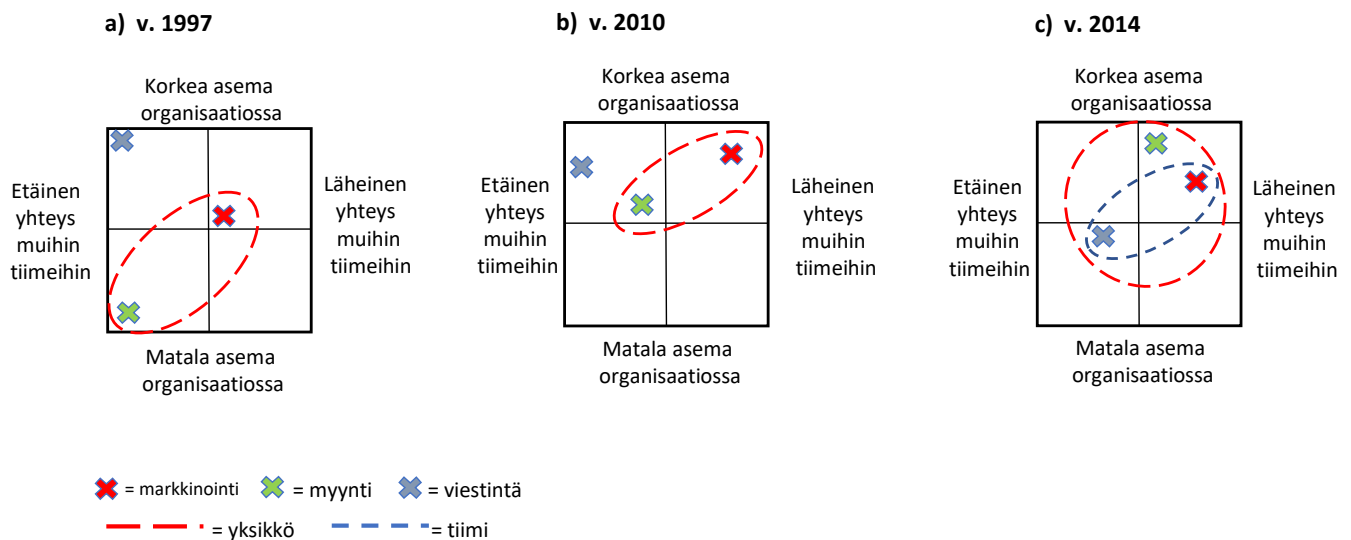 a) v. 1997
Korkea asema
organisaatiossa
Etäinen
yhteys
muihin
tiimeihin
Läheinen
yhteys
muihin
tiimeihin
Matala asema
organisaatiossa
b) v. 2010
Korkea asema
organisaatiossa
Etäinen
yhteys
muihin
tiimeihin
Läheinen
yhteys
muihin
tiimeihin
Matala asema
organisaatiossa
c) v. 2014
Korkea asema
organisaatiossa
Etäinen
yhteys
muihin
tiimeihin
Läheinen
yhteys
muihin
tiimeihin
Matala asema
organisaatiossa
= markkinointi = myynti = viestintä
= yksikkö = tiimi